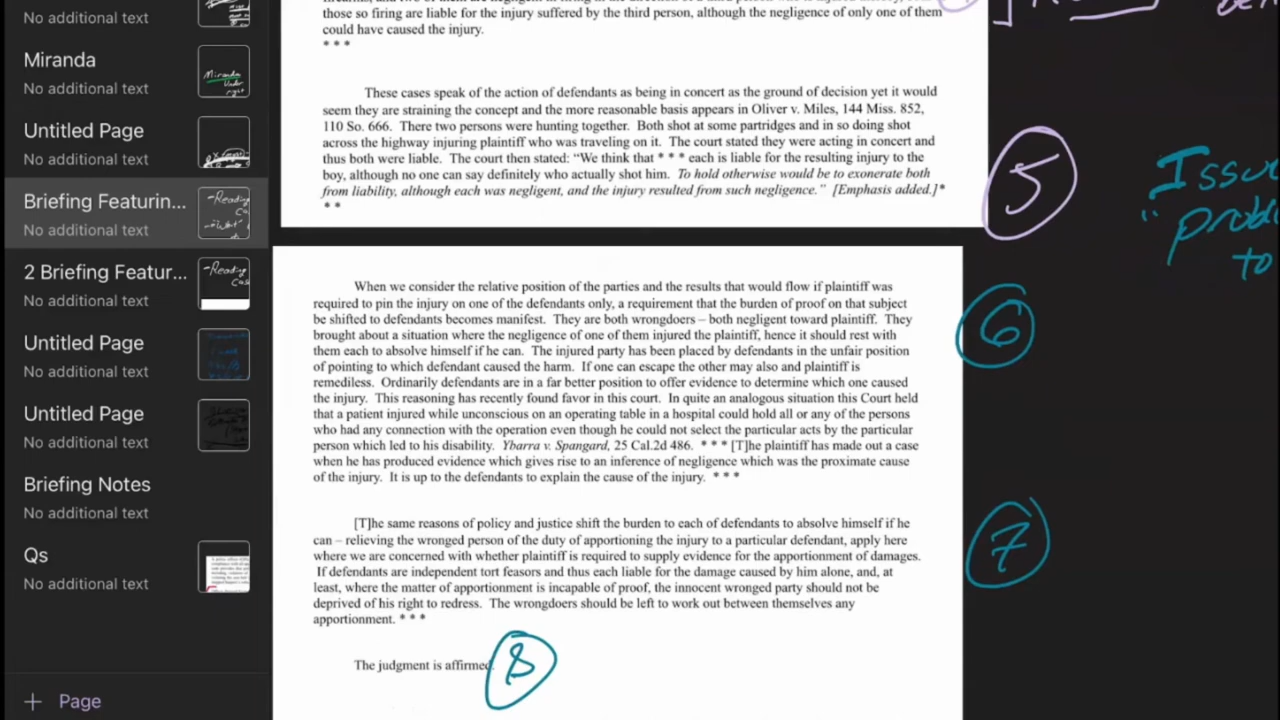 Miranda
No additional text
Untitled Page
No additional text
Briefing Featurin...
No additional text
2 Briefing Featur...
No additional text
Untitled Page
No additional text
Untitled Page
No additional text
Briefing Notes
No additional text
Qs
No additional text
+ Page
those so firing are liable for the injury suffered by the third person, although the negligence of only one of them
could have caused the injury.
* * *
These cases speak of the action of defendants as being in concert as the ground of decision yet it would
seem they are straining the concept and the more reasonable basis appears in Oliver v. Miles, 144 Miss. 852,
110 So. 666. There two persons were hunting together. Both shot at some partridges and in so doing shot
across the highway injuring plaintiff who was traveling on it. The court stated they were acting in concert and
thus both were liable. The court then stated: “We think that * * * each is liable for the resulting injury to the
boy, although no one can say definitely who actually shot him. To hold otherwise would be to exonerate both
from liability, although each was negligent, and the injury resulted from such negligence.” [Emphasis added.]*
* *
5
Issu
"probl
to
When we consider the relative position of the parties and the results that would flow if plaintiff was
required to pin the injury on one of the defendants only, a requirement that the burden of proof on that subject
be shifted to defendants becomes manifest. They are both wrongdoers – both negligent toward plaintiff. They
brought about a situation where the negligence of one of them injured the plaintiff, hence it should rest with
them each to absolve himself if he can. The injured party has been placed by defendants in the unfair position
of pointing to which defendant caused the harm. If one can escape the other may also and plaintiff is
remediless. Ordinarily defendants are in a far better position to offer evidence to determine which one caused
the injury. This reasoning has recently found favor in this court. In quite an analogous situation this Court held
that a patient injured while unconscious on an operating table in a hospital could hold all or any of the persons
who had any connection with the operation even though he could not select the particular acts by the particular
person which led to his disability. Ybarra v. Spangard, 25 Cal.2d 486. * * * [T]he plaintiff has made out a case
when he has produced evidence which gives rise to an inference of negligence which was the proximate cause
of the injury. It is up to the defendants to explain the cause of the injury. * * *
6
[T]he same reasons of policy and justice shift the burden to each of defendants to absolve himself if he
can – relieving the wronged person of the duty of apportioning the injury to a particular defendant, apply here
where we are concerned with whether plaintiff is required to supply evidence for the apportionment of damages.
If defendants are independent tort feasors and thus each liable for the damage caused by him alone, and, at
least, where the matter of apportionment is incapable of proof, the innocent wronged party should not be
deprived of his right to redress. The wrongdoers should be left to work out between themselves any
apportionment. * * *
7
The judgment is affirmed.
8